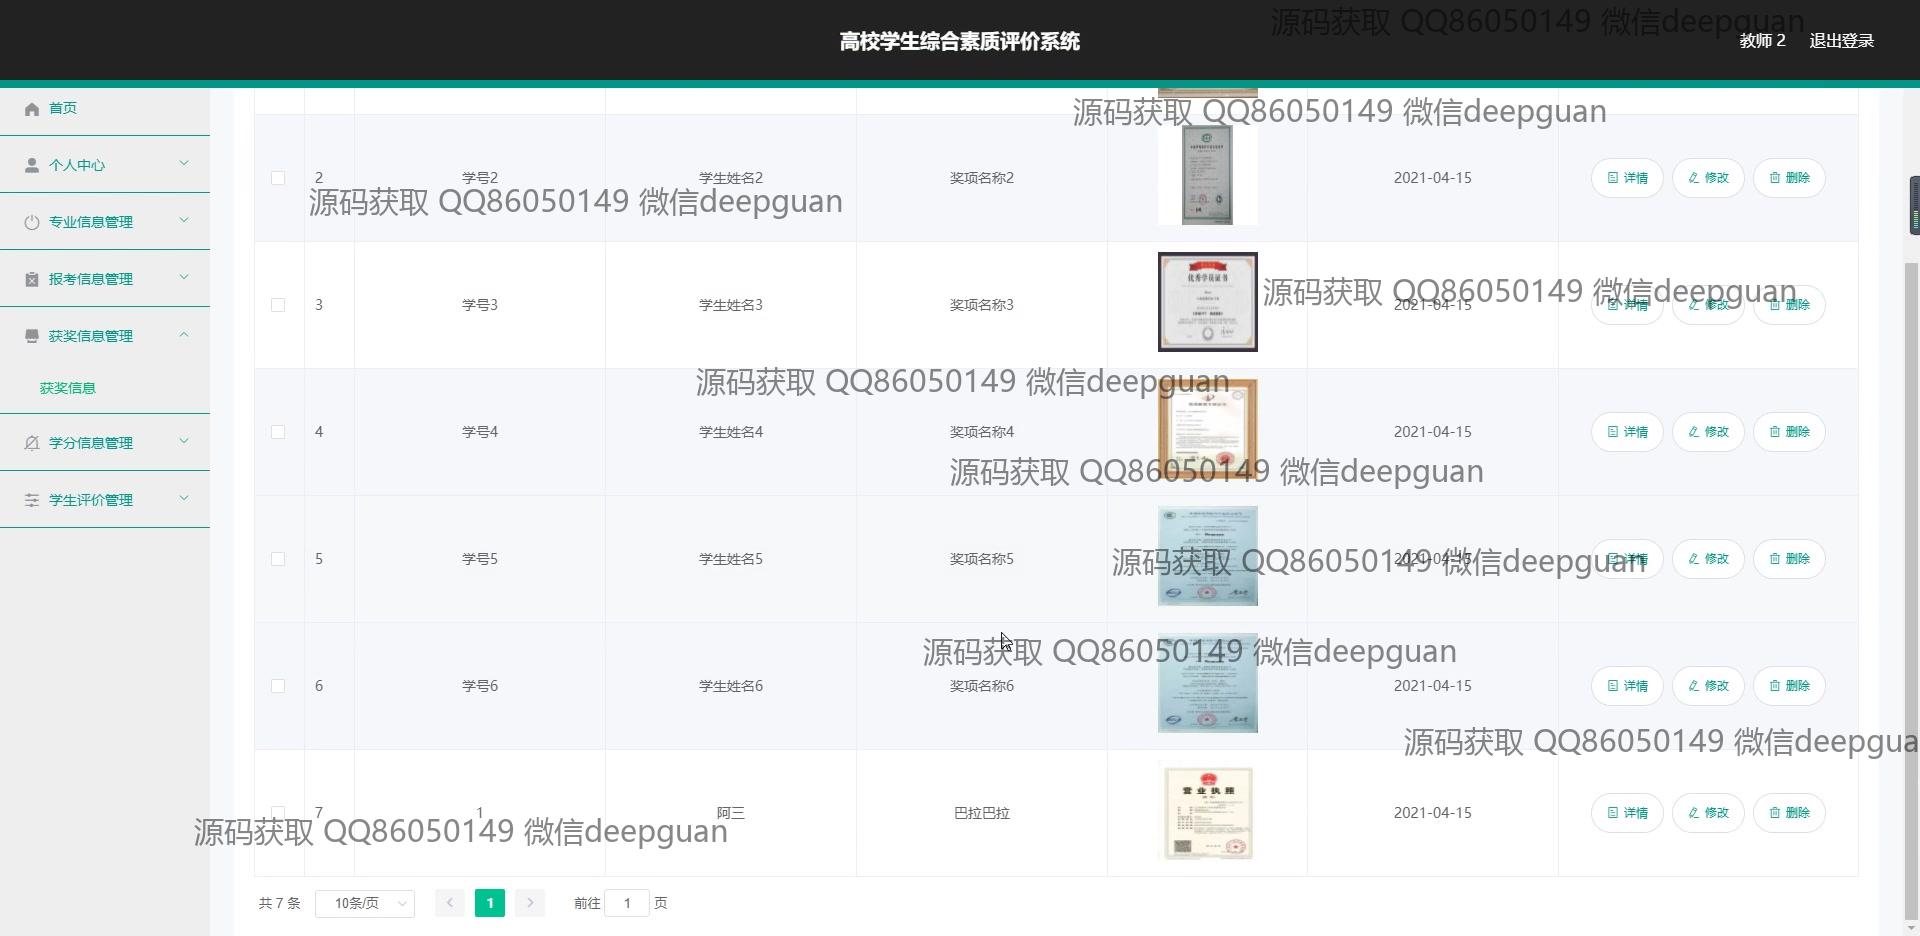 源码获取 QQ86050149 微信deepguan
高校学生综合素质评价系统
教师 2 退出登录
首页
源码获取 QQ86050149 微信deepguan
个人中心
2 学号2 学生姓名2 奖项名称2 2021-04-15 详情 修改 删除
源码获取 QQ86050149 微信deepguan
专业信息管理
报考信息管理
优秀学员证书
源码获取 QQ86050149 微信deepguan
3 学号3 学生姓名3 奖项名称3 2021-04-15 详情 修改 删除
获奖信息管理
源码获取 QQ86050149 微信deepguan
获奖信息
4 学号4 学生姓名4 奖项名称4 2021-04-15 详情 修改 删除
学分信息管理
源码获取 QQ86050149 微信deepguan
学生评价管理
5 学号5 学生姓名5 奖项名称5 2021-04-15 详情 修改 删除
源码获取 QQ86050149 微信deepguan
源码获取 QQ86050149 微信deepguan
6 学号6 学生姓名6 奖项名称6 2021-04-15 详情 修改 删除
源码获取 QQ86050149 微信deepgua
营业执照
7 1 阿三 巴拉巴拉 2021-04-15 详情 修改 删除
源码获取 QQ86050149 微信deepguan
共 7 条 10条/页 1 前往 1 页